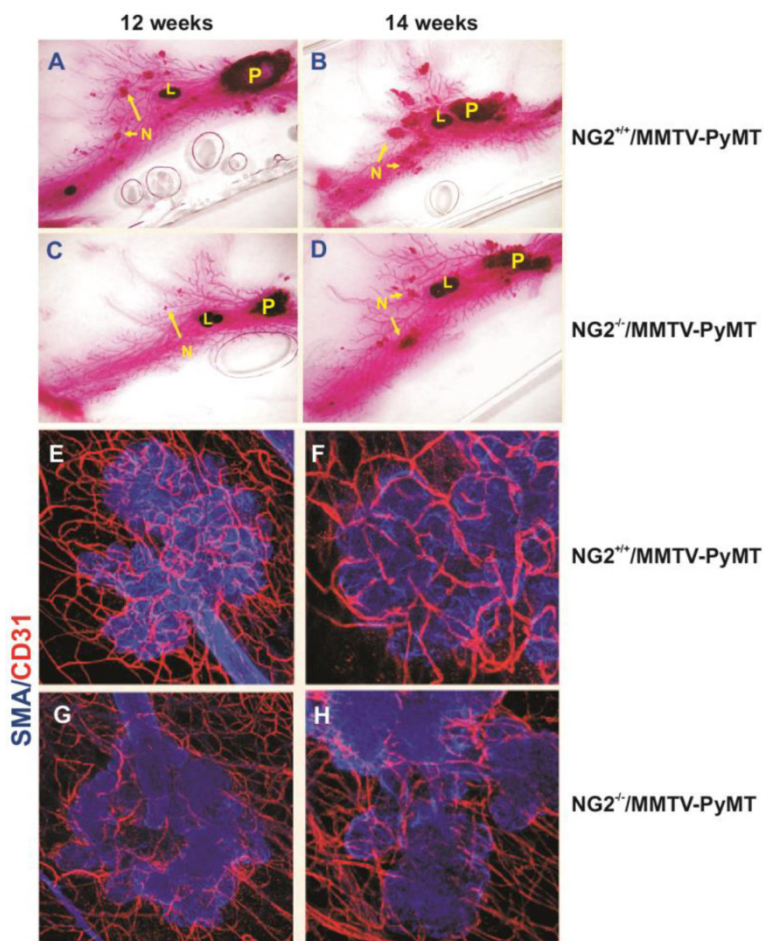 12 weeks
14 weeks
A
L
P
N
B
L
P
N
NG2+/+/MMTV-PyMT
C
N
L
P
D
N
L
P
NG2-/-/MMTV-PyMT
E
F
NG2+/+/MMTV-PyMT
SMA/CD31
G
H
NG2-/-/MMTV-PyMT